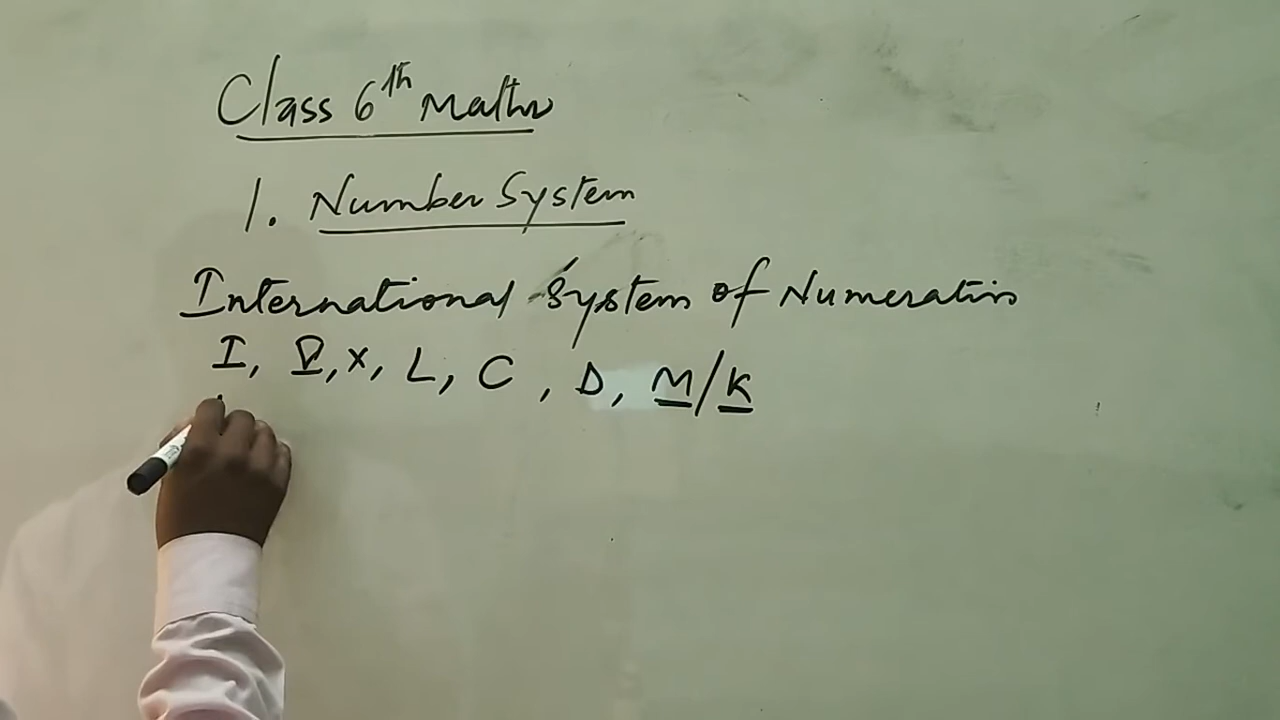 Class 6th Maths
1. Number System
International System of Numeration
I, V, X, L, C, D, M/K